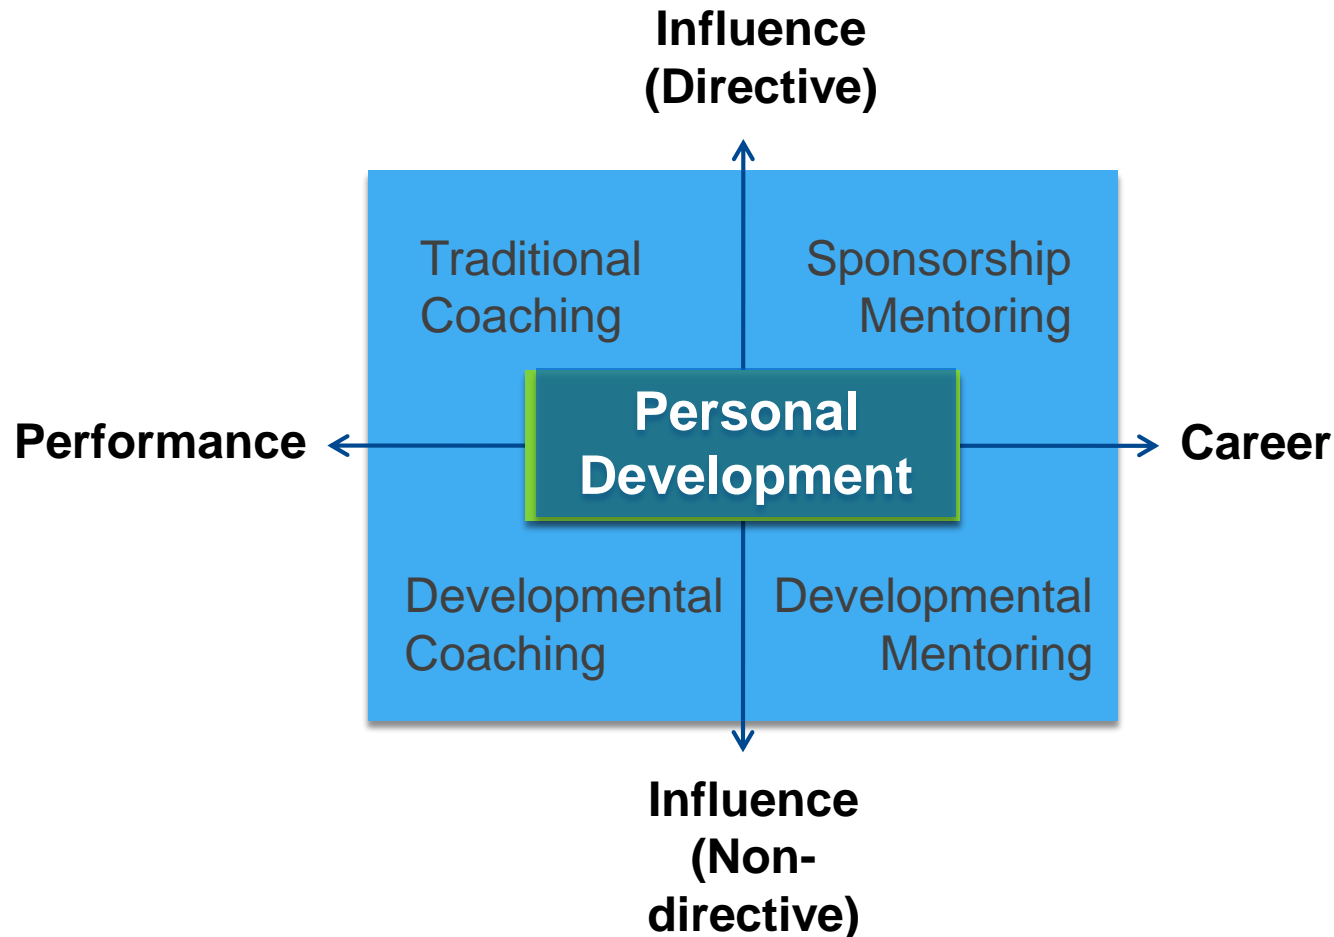 Influence
(Directive)
Traditional
Coaching
Sponsorship
Mentoring
Personal
Development
Performance
Career
Developmental
Coaching
Developmental
Mentoring
Influence
(Non-
directive)